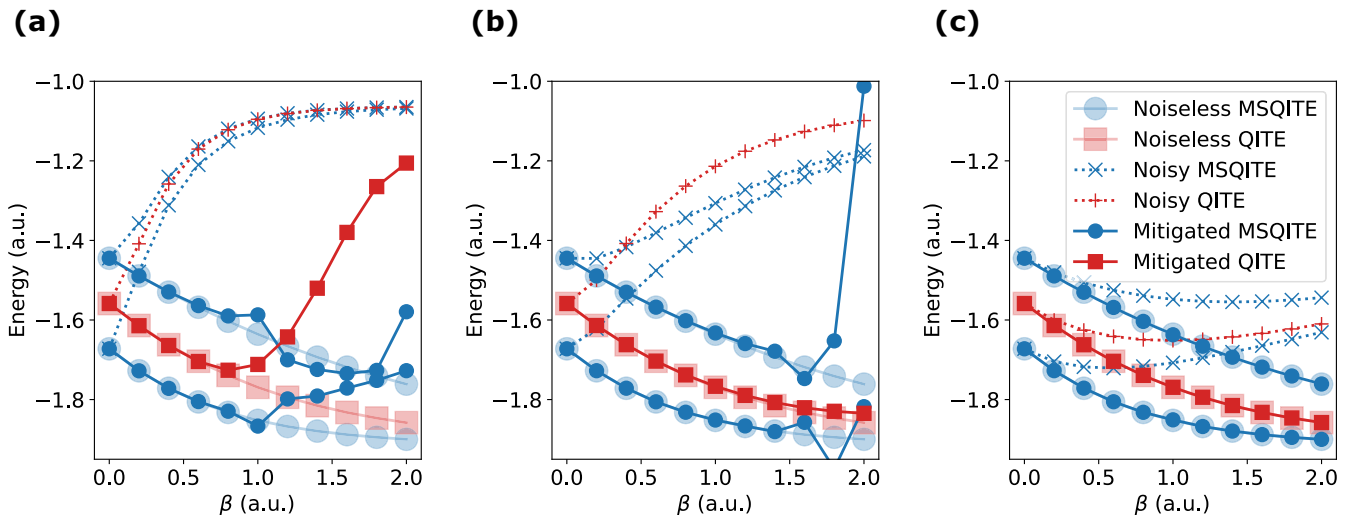 (a)
(b)
(c)
−1.0
−1.2
−1.4
−1.6
−1.8
Energy (a.u.)
0.0
0.5
1.0
1.5
2.0
β (a.u.)
−1.0
−1.2
−1.4
−1.6
−1.8
Energy (a.u.)
0.0
0.5
1.0
1.5
2.0
β (a.u.)
−1.0
−1.2
−1.4
−1.6
−1.8
Energy (a.u.)
0.0
0.5
1.0
1.5
2.0
β (a.u.)
Noiseless MSQITE
Noiseless QITE
Noisy MSQITE
Noisy QITE
Mitigated MSQITE
Mitigated QITE